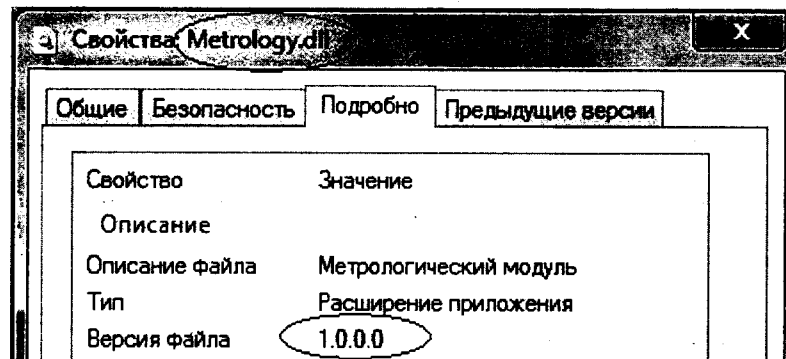 Свойства: Metrology.dll
X
Общие Безопасность Подробно Предыдущие версии
Свойство Значение
Описание
Описание файла Метрологический модуль
Тип Расширение приложения
Версия файла 1.0.0.0